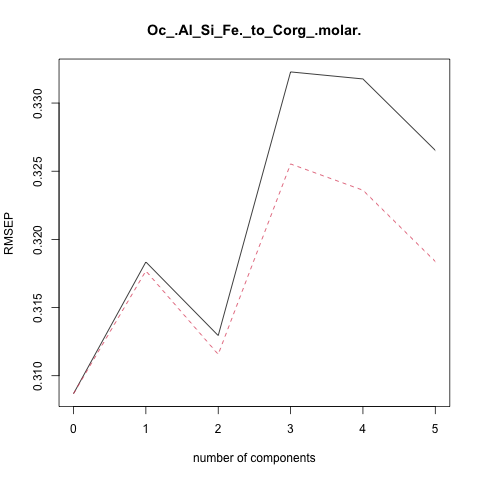 Oc_.Al_Si_Fe._to_Corg_.molar.
0.330
0.325
0.320
0.315
0.310
RMSEP
0 1 2 3 4 5
number of components